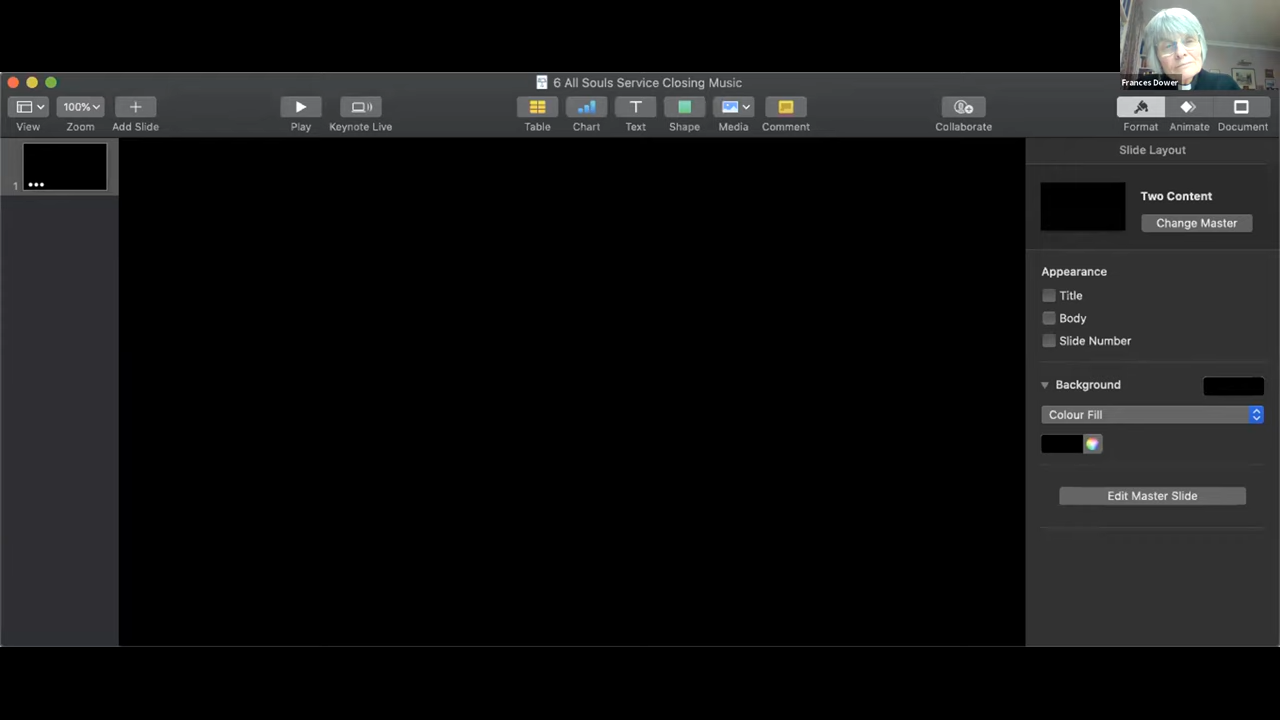 Frances Dower
6 All Souls Service Closing Music
100%
View
Zoom
Add Slide
Play
Keynote Live
Table
Chart
Text
Shape
Media
Comment
Collaborate
Format
Animate
Document
1
Slide Layout
Two Content
Change Master
Appearance
Title
Body
Slide Number
Background
Colour Fill
Edit Master Slide